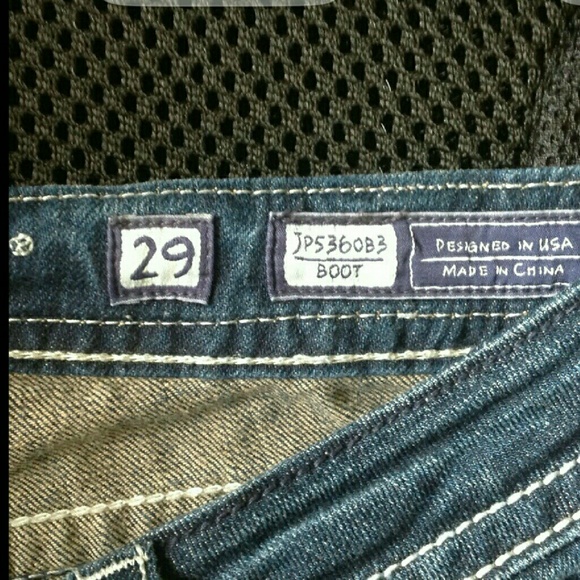 29
JP5360B3
BOOT
DESIGNED IN USA
MADE IN CHINA